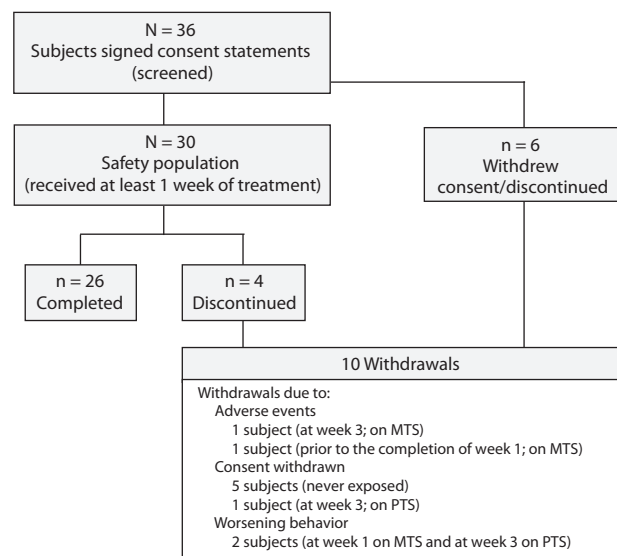 N = 36
Subjects signed consent statements
(screened)
N = 30
Safety population
(received at least 1 week of treatment)
n = 6
Withdrew
consent/discontinued
n = 26
Completed
n = 4
Discontinued
10 Withdrawals
Withdrawals due to:
Adverse events
1 subject (at week 3; on MTS)
1 subject (prior to the completion of week 1; on MTS)
Consent withdrawn
5 subjects (never exposed)
1 subject (at week 3; on PTS)
Worsening behavior
2 subjects (at week 1 on MTS and at week 3 on PTS)